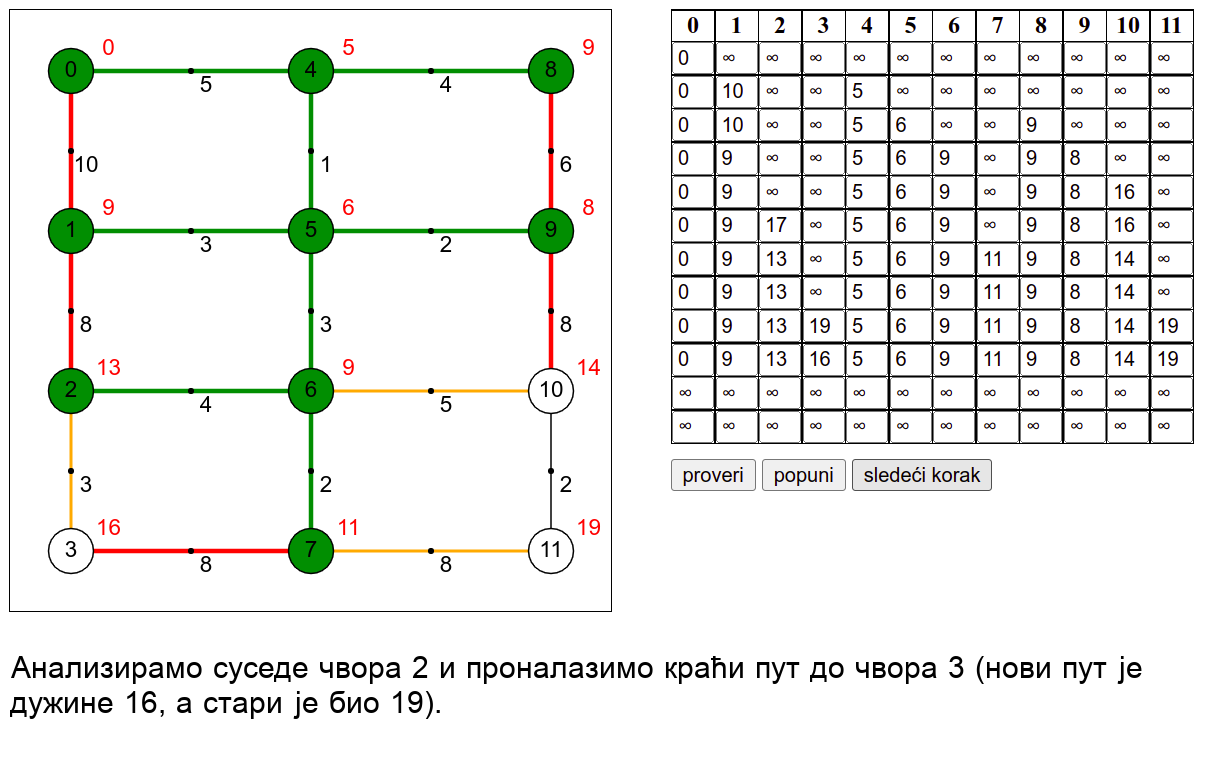 0 5 9
0 4 8
5 4
10 1 6
9 6 8
1 5 9
3 2
8 3 8
13 9 14
2 6 10
4 5
3 2 2
16 11 19
3 7 11
8 8
0 1 2 3 4 5 6 7 8 9 10 11
0 ∞ ∞ ∞ ∞ ∞ ∞ ∞ ∞ ∞ ∞ ∞
0 10 ∞ ∞ 5 ∞ ∞ ∞ ∞ ∞ ∞ ∞
0 10 ∞ ∞ 5 6 ∞ ∞ 9 ∞ ∞ ∞
0 9 ∞ ∞ 5 6 9 ∞ 9 8 ∞ ∞
0 9 ∞ ∞ 5 6 9 ∞ 9 8 16 ∞
0 9 17 ∞ 5 6 9 ∞ 9 8 16 ∞
0 9 13 ∞ 5 6 9 11 9 8 14 ∞
0 9 13 ∞ 5 6 9 11 9 8 14 ∞
0 9 13 19 5 6 9 11 9 8 14 19
0 9 13 16 5 6 9 11 9 8 14 19
∞ ∞ ∞ ∞ ∞ ∞ ∞ ∞ ∞ ∞ ∞ ∞
∞ ∞ ∞ ∞ ∞ ∞ ∞ ∞ ∞ ∞ ∞ ∞
proveri popuni sledeći korak
Анализирамо суседе чвора 2 и проналазимо краћи пут до чвора 3 (нови пут је
дужине 16, а стари је био 19).